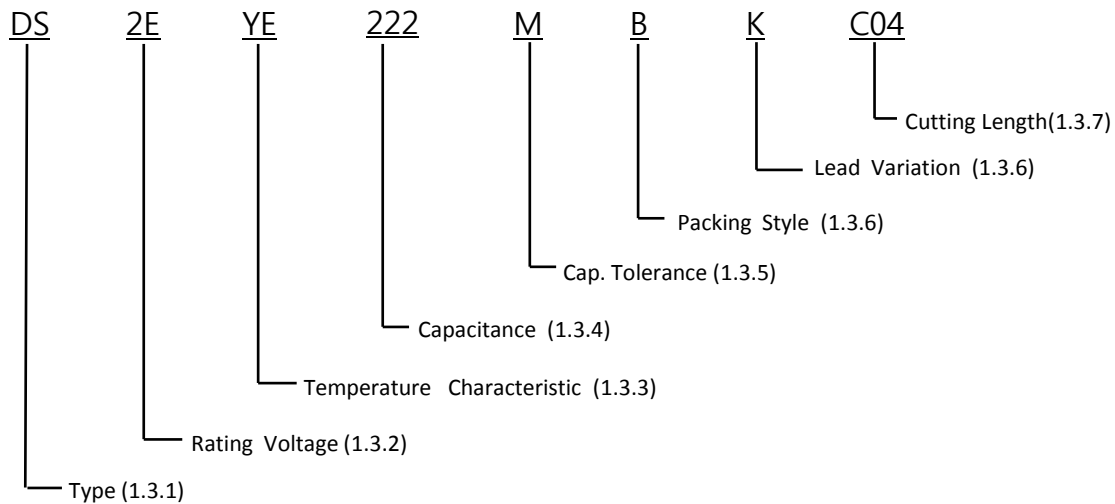 DS 2E YE 222 M B K C04
Cutting Length(1.3.7)
Lead Variation (1.3.6)
Packing Style (1.3.6)
Cap. Tolerance (1.3.5)
Capacitance (1.3.4)
Temperature Characteristic (1.3.3)
Rating Voltage (1.3.2)
Type (1.3.1)